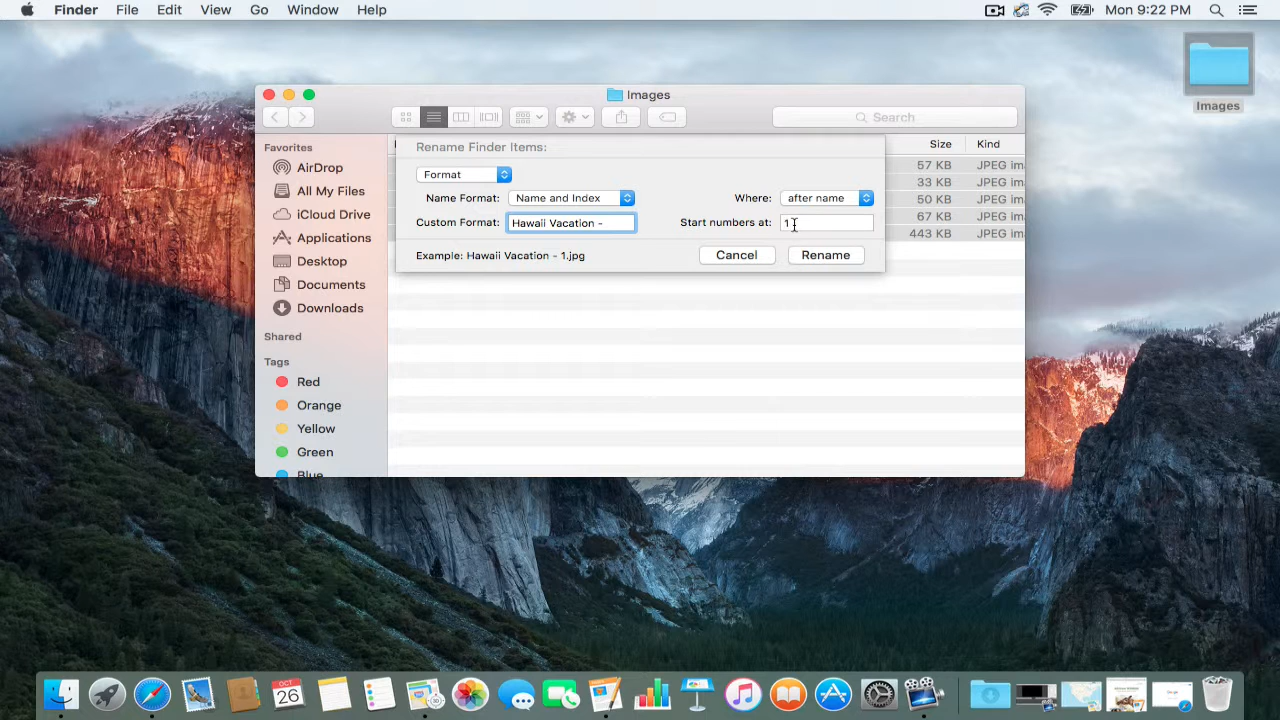 Finder File Edit View Go Window Help Mon 9:22 PM
Images
Images
Search
Favorites
AirDrop
All My Files
iCloud Drive
Applications
Desktop
Documents
Downloads
Shared
Tags
Red
Orange
Yellow
Green
Blue
Size Kind
57 KB JPEG im
33 KB JPEG im
50 KB JPEG im
67 KB JPEG im
443 KB JPEG im
Rename Finder Items:
Format
Name Format: Name and Index Where: after name
Custom Format: Hawaii Vacation - Start numbers at: 1
Example: Hawaii Vacation - 1.jpg Cancel Rename
OCT
26